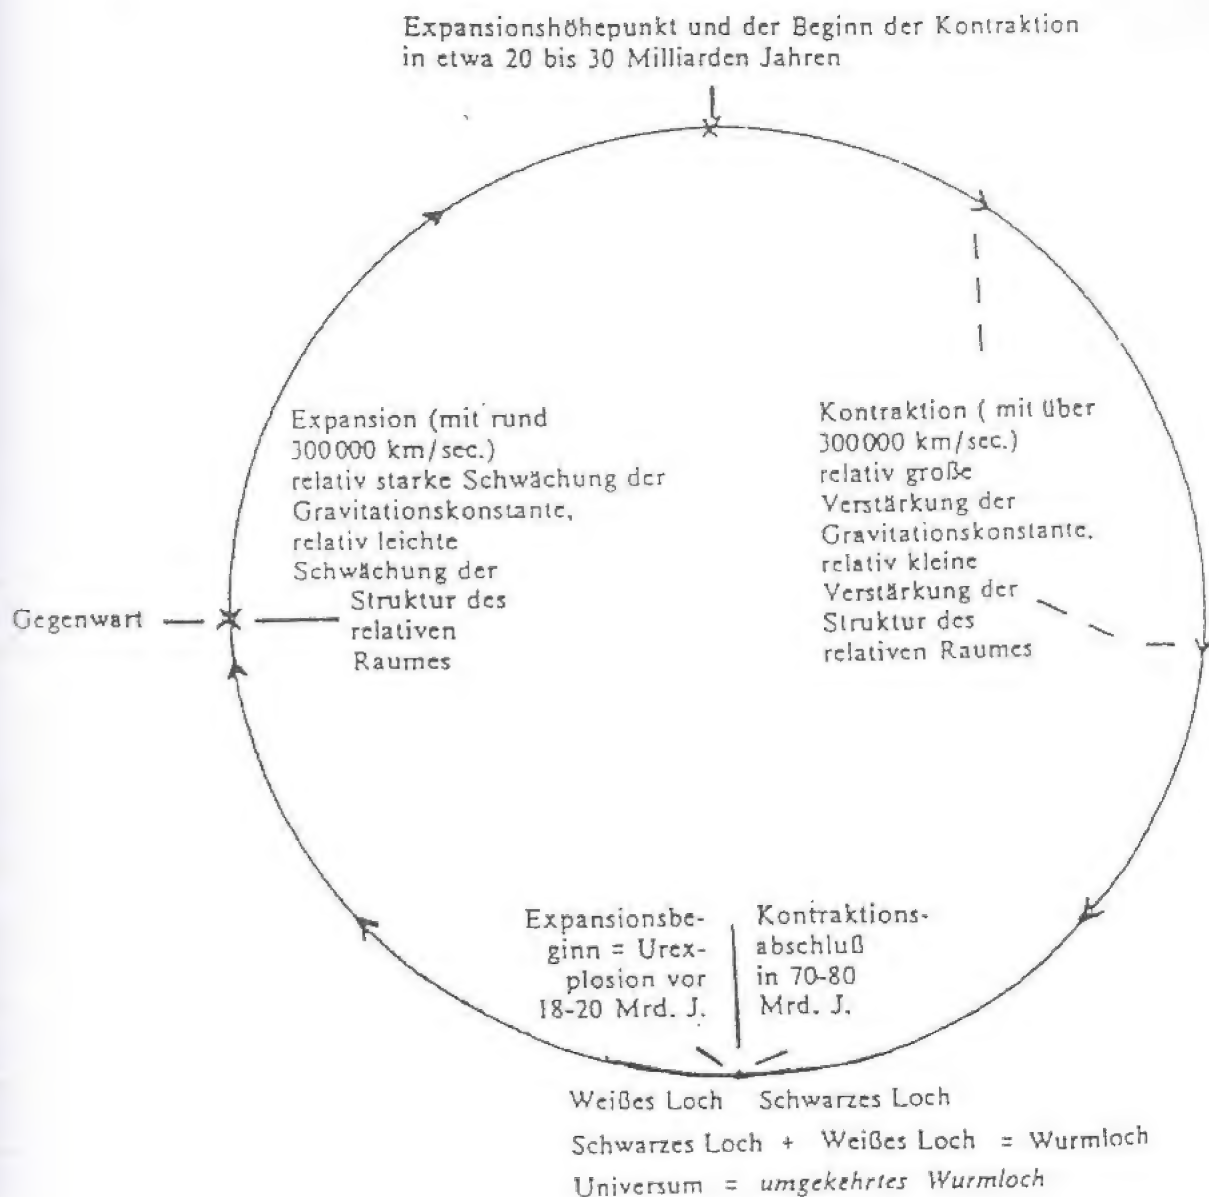 Expansionshöhepunkt und der Beginn der Kontraktion
in etwa 20 bis 30 Milliarden Jahren
Expansion (mit rund
300000 km/sec.)
relativ starke Schwächung der
Gravitationskonstante,
relativ leichte
Schwächung der
Struktur des
relativen
Raumes
Kontraktion ( mit über
300000 km/sec.)
relativ große
Verstärkung der
Gravitationskonstante,
relativ kleine
Verstärkung der
Struktur des
relativen Raumes
Gegenwart
Expansionsbe-
ginn = Urex-
plosion vor
18-20 Mrd. J.
Kontraktions-
abschluß
in 70-80
Mrd. J.
Weißes Loch Schwarzes Loch
Schwarzes Loch + Weißes Loch = Wurmloch
Universum = umgekehrtes Wurmloch